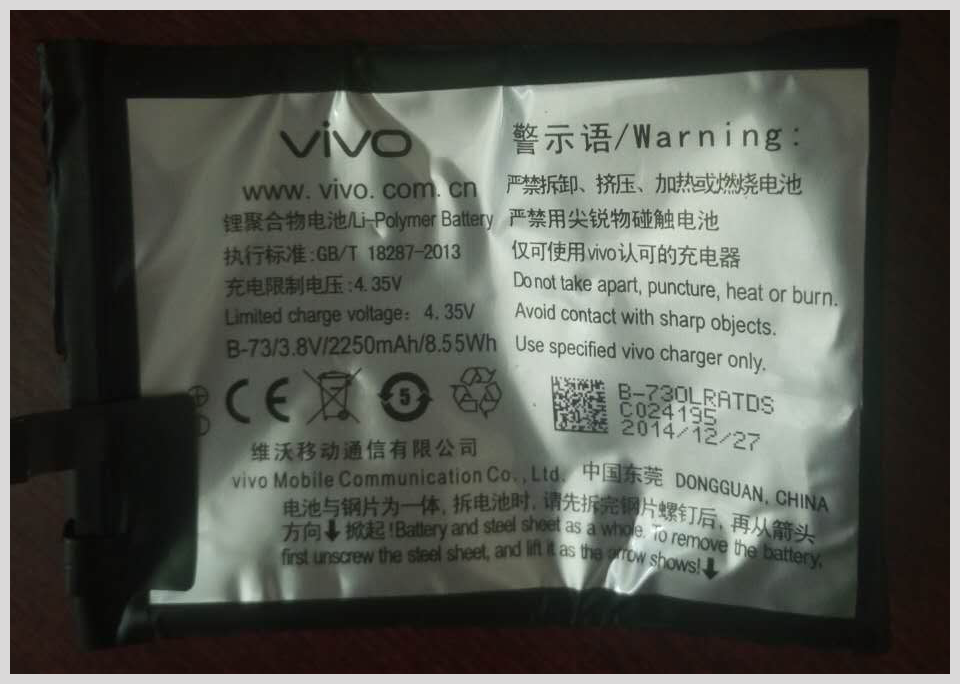 vivo
www.vivo.com.cn
锂聚合物电池/Li-Polymer Battery
执行标准:GB/T 18287-2013
充电限制电压:4.35V
Limited charge voltage: 4.35V
B-73/3.8V/2250mAh/8.55Wh
5
警示语/Warning:
严禁拆卸、挤压、加热或燃烧电池
严禁用尖锐物碰触电池
仅可使用vivo认可的充电器
Do not take apart, puncture, heat or burn.
Avoid contact with sharp objects.
Use specified vivo charger only.
B-730LRATDS
C024195
2014/12/27
维沃移动通信有限公司
vivo Mobile Communication Co., Ltd. 中国东莞 DONGGUAN, CHINA
电池与钢片为一体, 拆电池时, 请先拆完钢片螺钉后, 再从箭头
方向⬇掀起!Battery and steel sheet as a whole. To remove the battery,
first unscrew the steel sheet, and lift it as the arrow shows!⬇